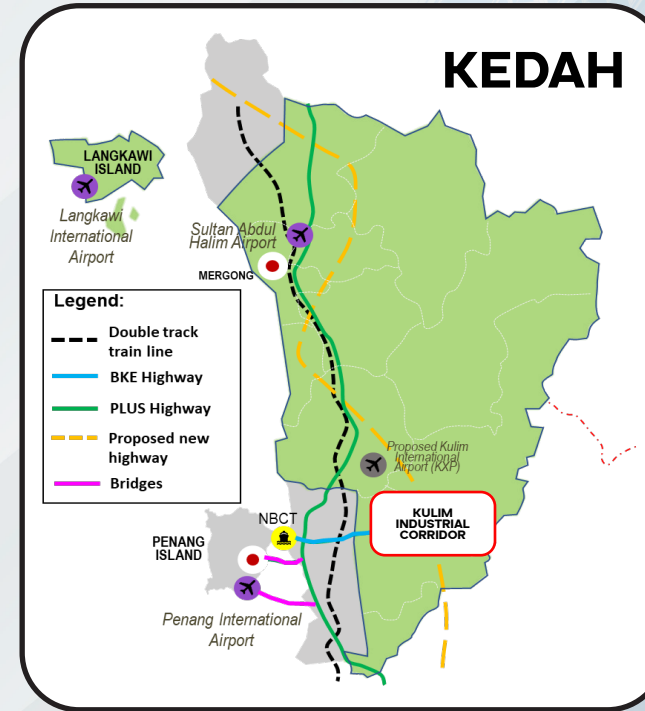 KEDAH
LANGKAWI
ISLAND
Langkawi
International
Airport
Sultan Abdul
Halim Airport
MERGONG
Legend:
Double track
train line
BKE Highway
PLUS Highway
Proposed new
highway
Bridges
Proposed Kulim
International
Airport (KXP)
KULIM
INDUSTRIAL
CORRIDOR
NBCT
PENANG
ISLAND
Penang International
Airport